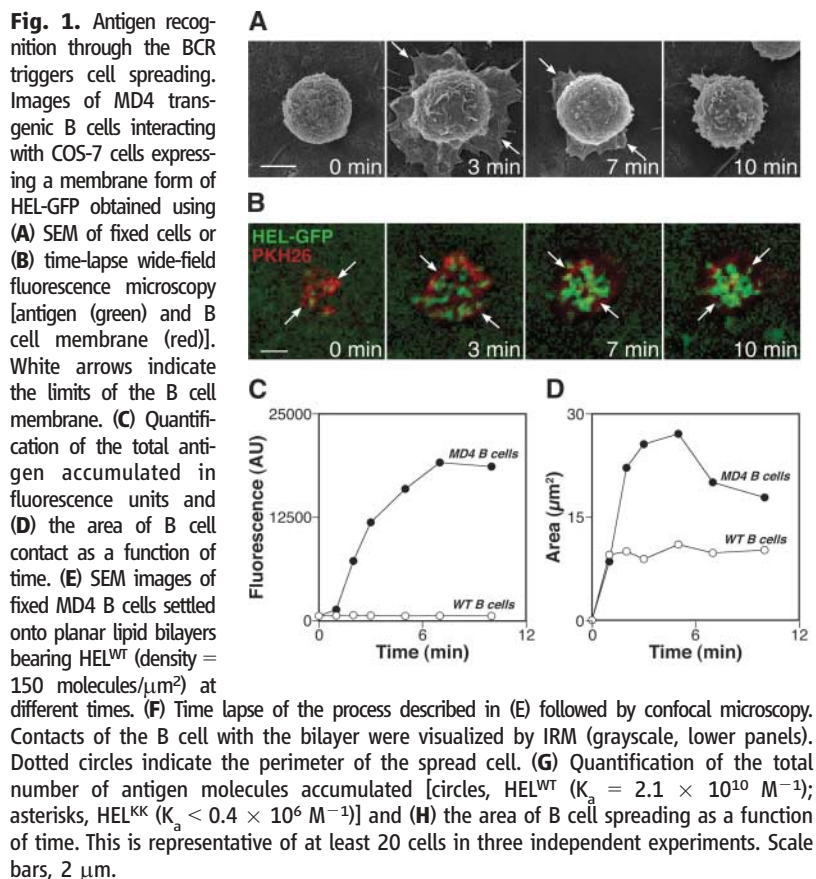 Fig. 1. Antigen recog-
nition through the BCR
triggers cell spreading.
Images of MD4 trans-
genic B cells interacting
with COS-7 cells express-
ing a membrane form of
HEL-GFP obtained using
(A) SEM of fixed cells or
(B) time-lapse wide-field
fluorescence microscopy
[antigen (green) and B
cell membrane (red)].
White arrows indicate
the limits of the B cell
membrane. (C) Quantifi-
cation of the total anti-
gen accumulated in
fluorescence units and
(D) the area of B cell
contact as a function of
time. (E) SEM images of
fixed MD4 B cells settled
onto planar lipid bilayers
bearing HELᵂᵀ (density =
150 molecules/μm²) at
different times. (F) Time lapse of the process described in (E) followed by confocal microscopy.
Contacts of the B cell with the bilayer were visualized by IRM (grayscale, lower panels).
Dotted circles indicate the perimeter of the spread cell. (G) Quantification of the total
number of antigen molecules accumulated [circles, HELᵂᵀ (Kₐ = 2.1 × 10¹⁰ M⁻¹);
asterisks, HELᴷᴷ (Kₐ < 0.4 × 10⁶ M⁻¹)] and (H) the area of B cell spreading as a function
of time. This is representative of at least 20 cells in three independent experiments. Scale
bars, 2 μm.
A
0 min
3 min
7 min
10 min
B
HEL-GFP
PKH26
0 min
3 min
7 min
10 min
C
Fluorescence (AU)
25000
12500
0
MD4 B cells
WT B cells
0 6 12
Time (min)
D
Area (μm²)
30
15
0
MD4 B cells
WT B cells
0 6 12
Time (min)